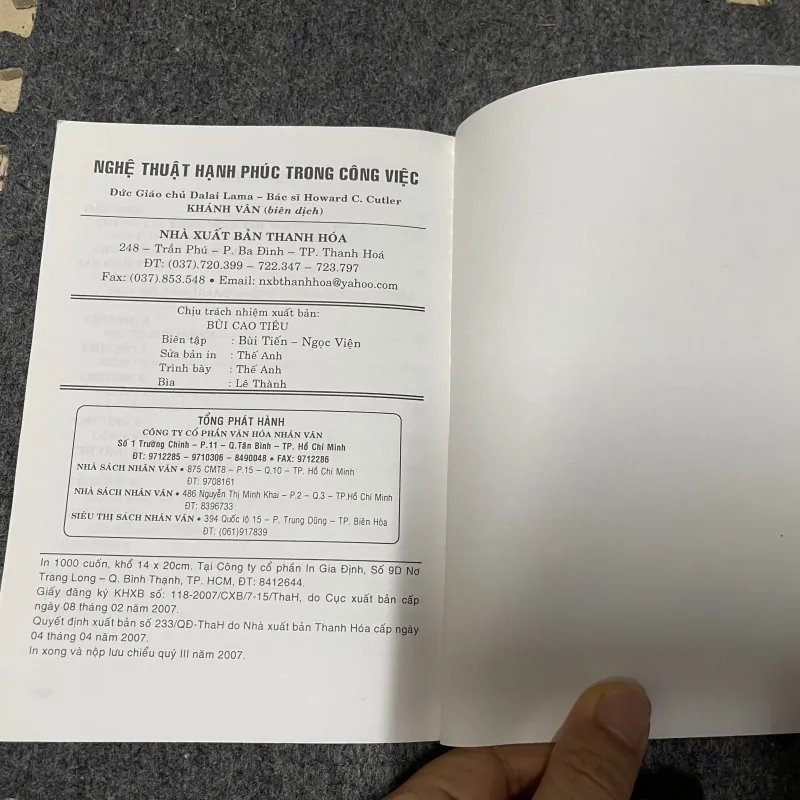 NGHỆ THUẬT HẠNH PHÚC TRONG CÔNG VIỆC
Đức Giáo chủ Dalai Lama – Bác sĩ Howard C. Cutler
KHÁNH VÂN (biên dịch)
NHÀ XUẤT BẢN THANH HÓA
248 – Trần Phú – P. Ba Đình – TP. Thanh Hoá
ĐT: (037).720.399 – 722.347 – 723.797
Fax: (037).853.548 • Email: nxbthanhhoa@yahoo.com
Chịu trách nhiệm xuất bản:
BÙI CAO TIÊU
Biên tập : Bùi Tiến – Ngọc Viện
Sửa bản in : Thế Anh
Trình bày : Thế Anh
Bìa : Lê Thành
TỔNG PHÁT HÀNH
CÔNG TY CỔ PHẦN VĂN HÓA NHÂN VĂN
Số 1 Trường Chinh – P.11 – Q.Tân Bình – TP. Hồ Chí Minh
ĐT: 9712285 – 9710306 – 8490048 • FAX: 9712286
NHÀ SÁCH NHÂN VĂN • 875 CMT8 – P.15 – Q.10 – TP. Hồ Chí Minh
ĐT: 9708161
NHÀ SÁCH NHÂN VĂN • 486 Nguyễn Thị Minh Khai – P.2 – Q.3 – TP.Hồ Chí Minh
ĐT: 8396733
SIÊU THỊ SÁCH NHÂN VĂN • 394 Quốc lộ 15 – P. Trung Dũng – TP. Biên Hòa
ĐT: (061)917839
In 1000 cuốn, khổ 14 x 20cm. Tại Công ty cổ phần In Gia Định, Số 9D Nơ
Trang Long – Q. Bình Thạnh, TP. HCM, ĐT: 8412644.
Giấy đăng ký KHXB số: 118-2007/CXB/7-15/ThaH, do Cục xuất bản cấp
ngày 08 tháng 02 năm 2007.
Quyết định xuất bản số 233/QĐ-ThaH do Nhà xuất bản Thanh Hóa cấp ngày
04 tháng 04 năm 2007.
In xong và nộp lưu chiểu quý III năm 2007.